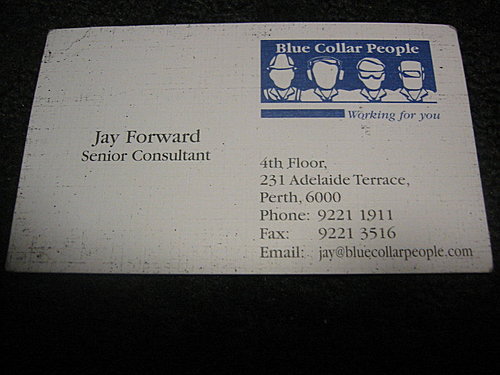 Blue Collar People
Working for you
Jay Forward
Senior Consultant
4th Floor,
231 Adelaide Terrace,
Perth, 6000
Phone: 9221 1911
Fax: 9221 3516
Email: jay@bluecollarpeople.com